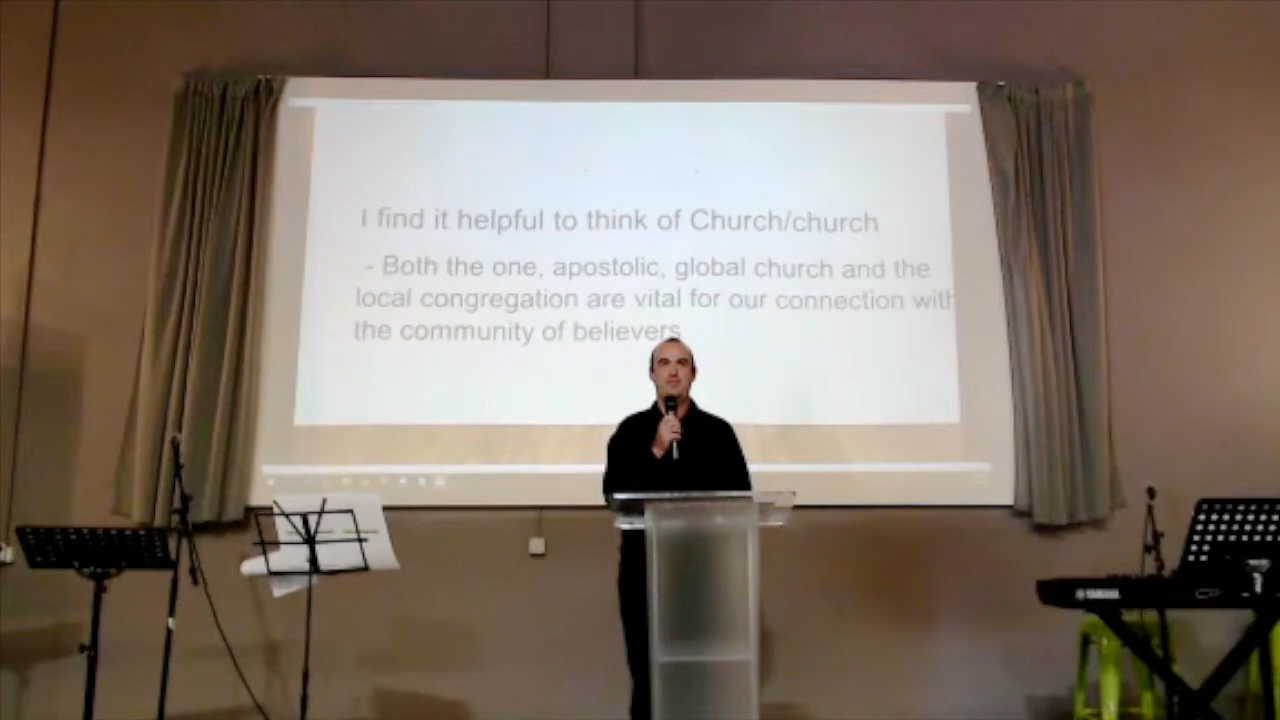 I find it helpful to think of Church/church
- Both the one, apostolic, global church and the
local congregation are vital for our connection with
the community of believers
YAMAHA